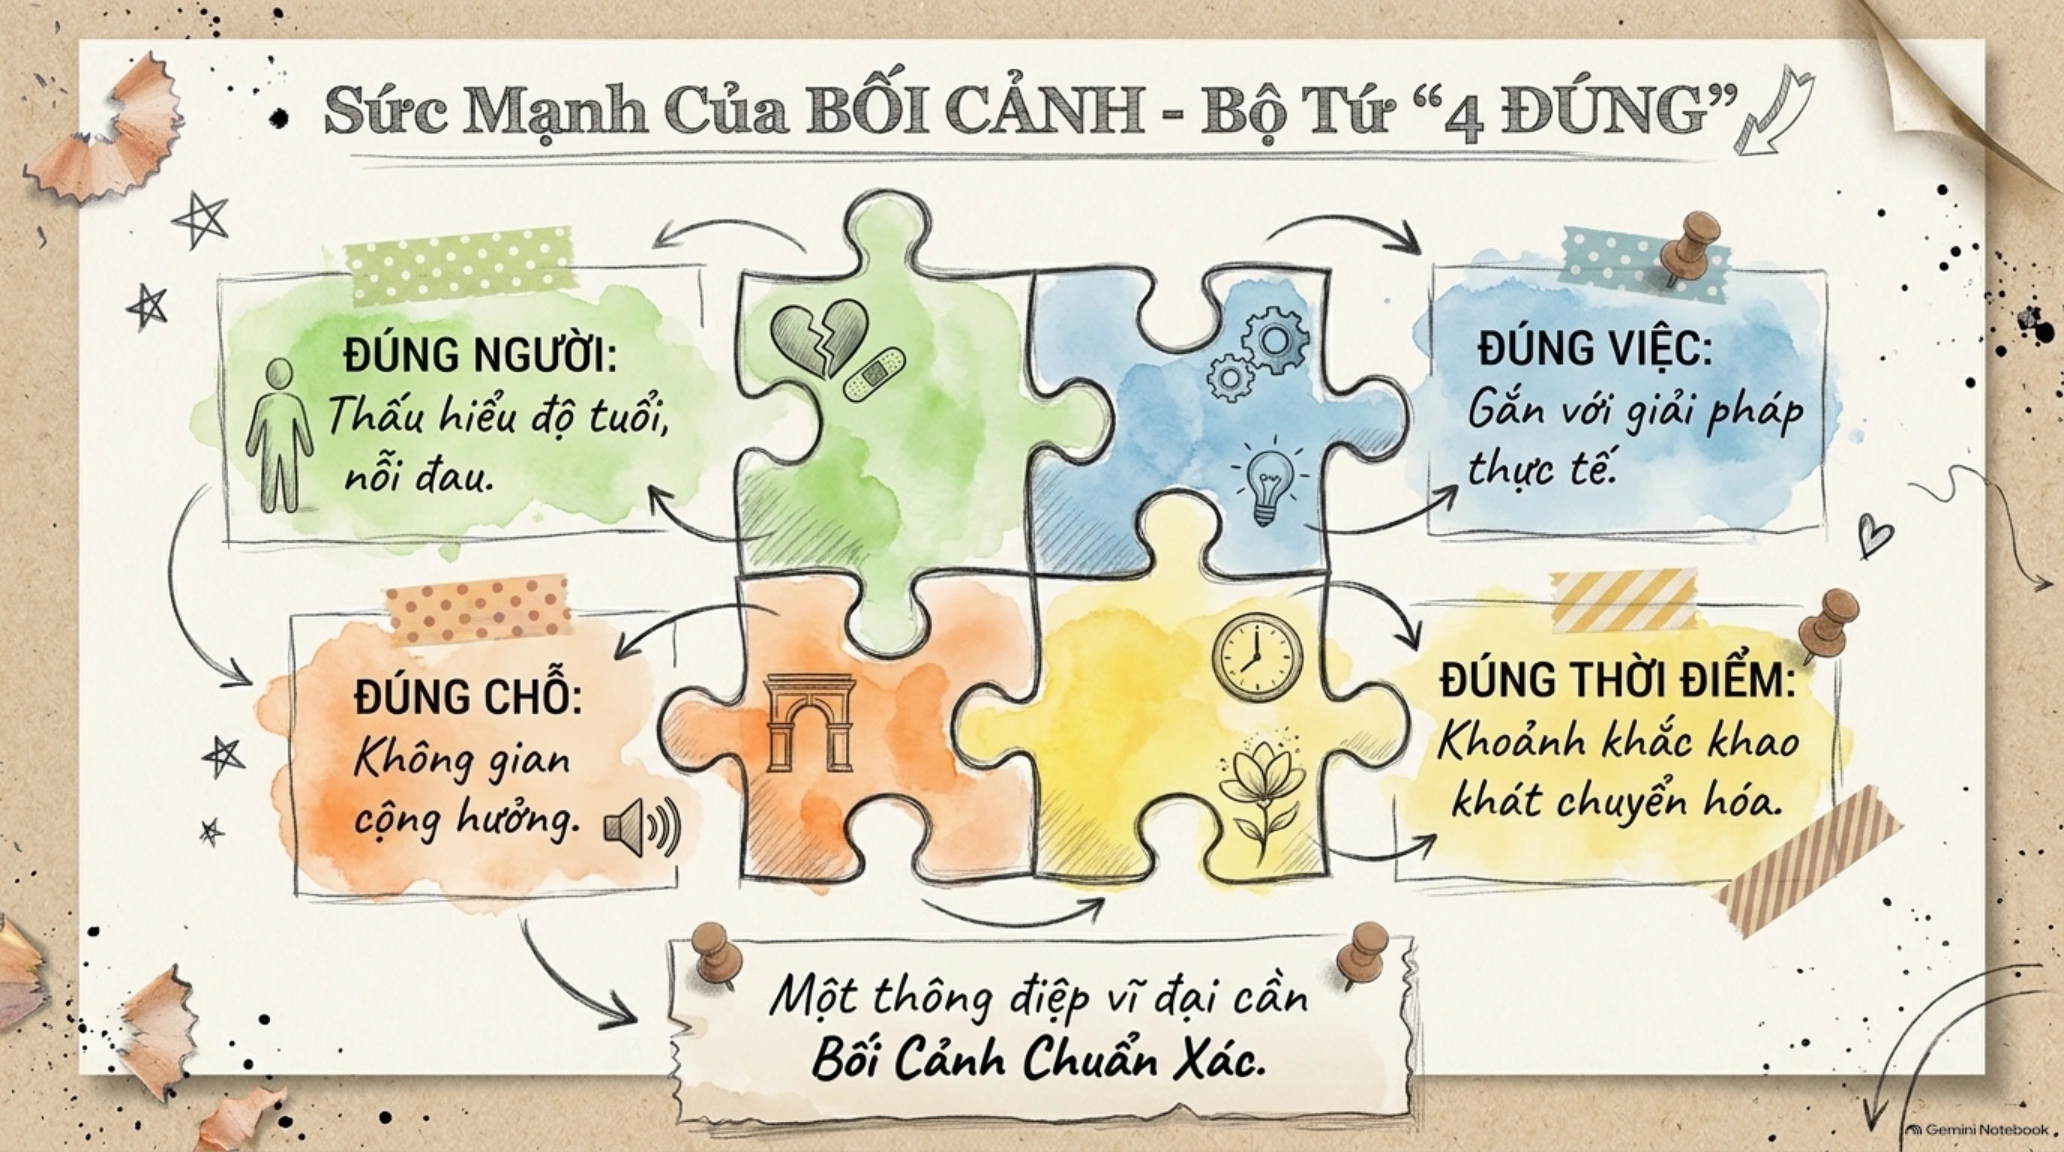 Sức Mạnh Của BỐI CẢNH - Bộ Tứ “4 ĐÚNG”
ĐÚNG NGƯỜI:
Thấu hiểu độ tuổi,
nỗi đau.
ĐÚNG VIỆC:
Gắn với giải pháp
thực tế.
ĐÚNG CHỖ:
Không gian
cộng hưởng.
ĐÚNG THỜI ĐIỂM:
Khoảnh khắc khao
khát chuyển hóa.
Một thông điệp vĩ đại cần
Bối Cảnh Chuẩn Xác.
Gemini Notebook